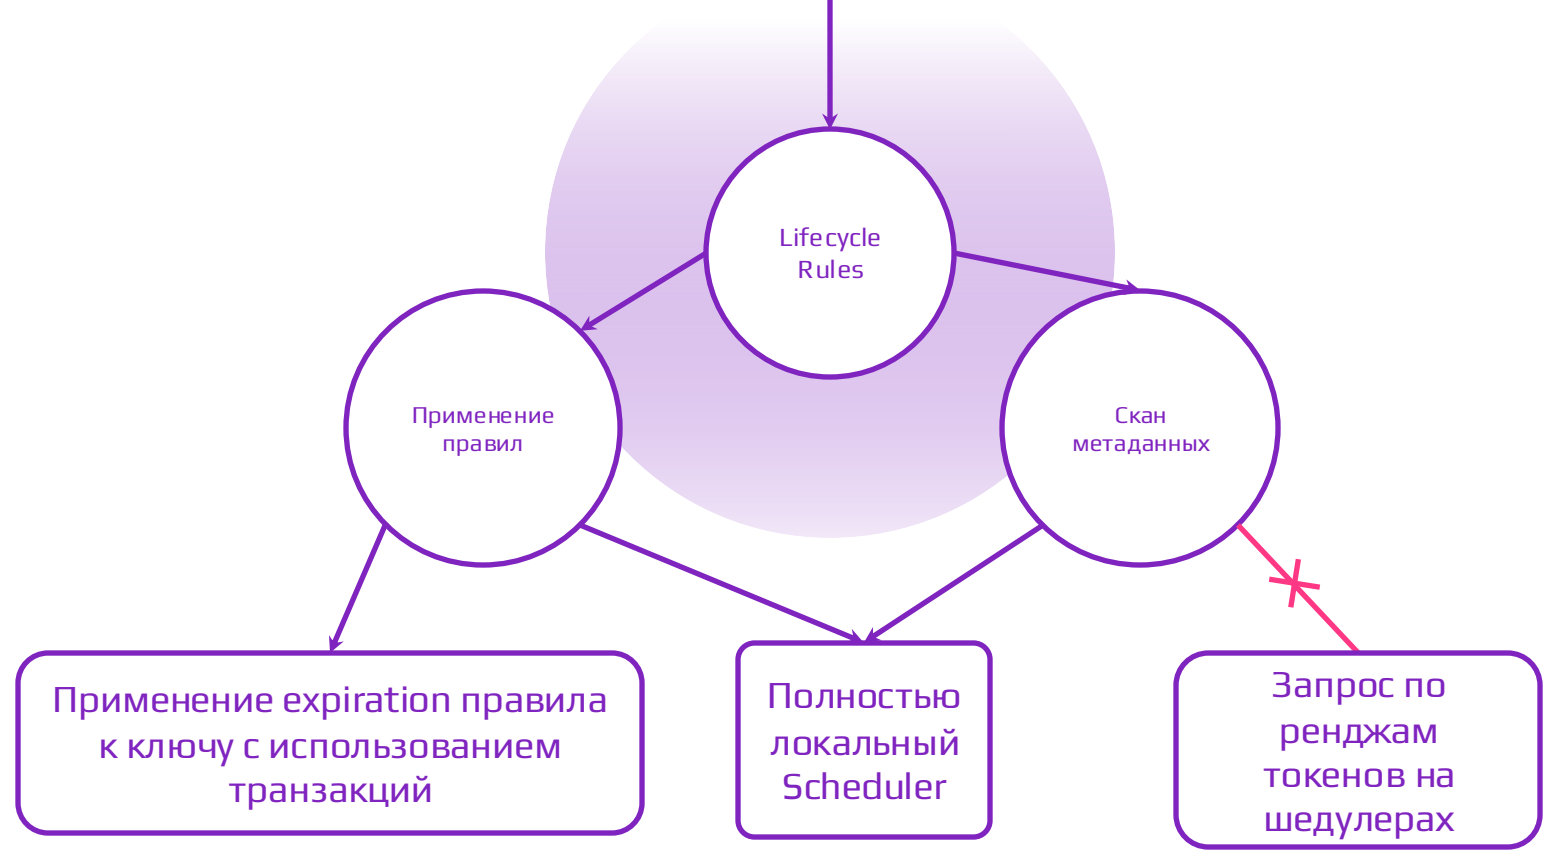 Lifecycle
Rules
Применение
правил
Скан
метаданных
Применение expiration правила
к ключу с использованием
транзакций
Полностью
локальный
Scheduler
Запрос по
ренджам
токенов на
шедулерах